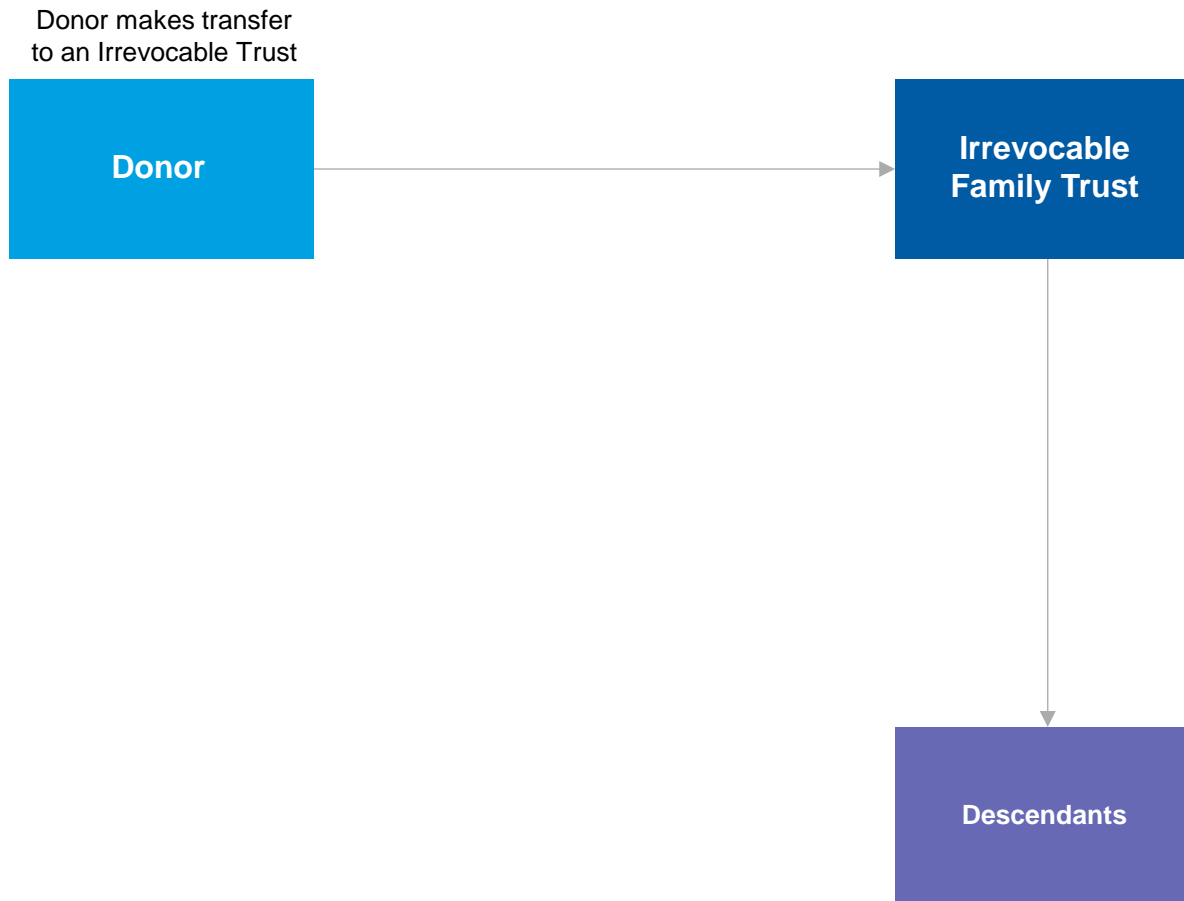 Donor makes transfer
to an Irrevocable Trust
Donor
Irrevocable
Family Trust
Descendants